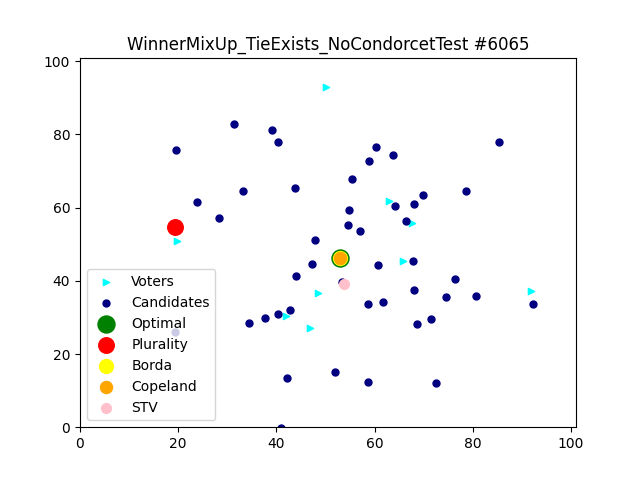 WinnerMixUp_TieExists_NoCondorcetTest #6065
100
80
60
40
20
0
Voters
Candidates
Optimal
Plurality
Borda
Copeland
STV
0 20 40 60 80 100